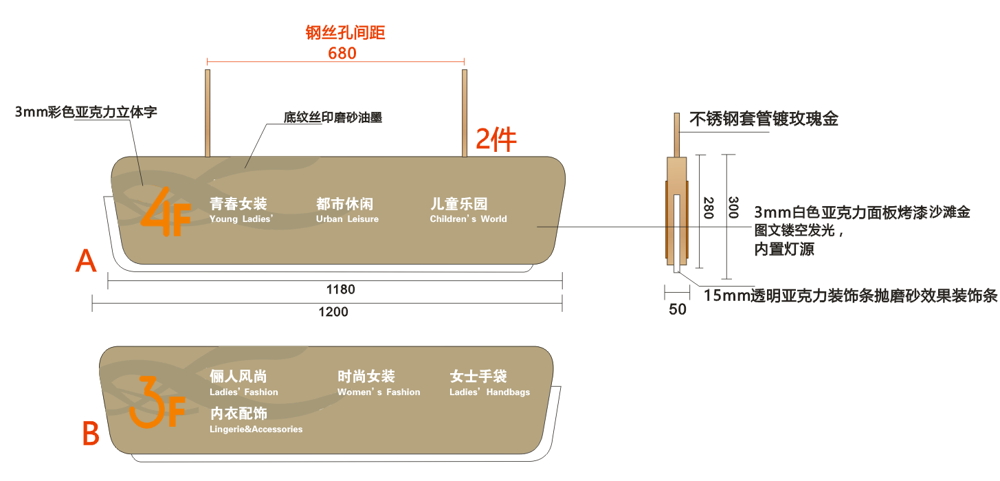 钢丝孔间距
680
3mm彩色亚克力立体字
底纹丝印磨砂油墨
2件
不锈钢套管镀玫瑰金
4F
青春女装
Young Ladies'
都市休闲
Urban Leisure
儿童乐园
Children's World
A
1180
1200
280
300
3mm白色亚克力面板烤漆沙滩金
图文镂空发光，
内置灯源
15mm透明亚克力装饰条抛磨砂效果装饰条
50
3F
俪人风尚
Ladies' Fashion
时尚女装
Women's Fashion
女士手袋
Ladies' Handbags
内衣配饰
Lingerie&Accessories
B